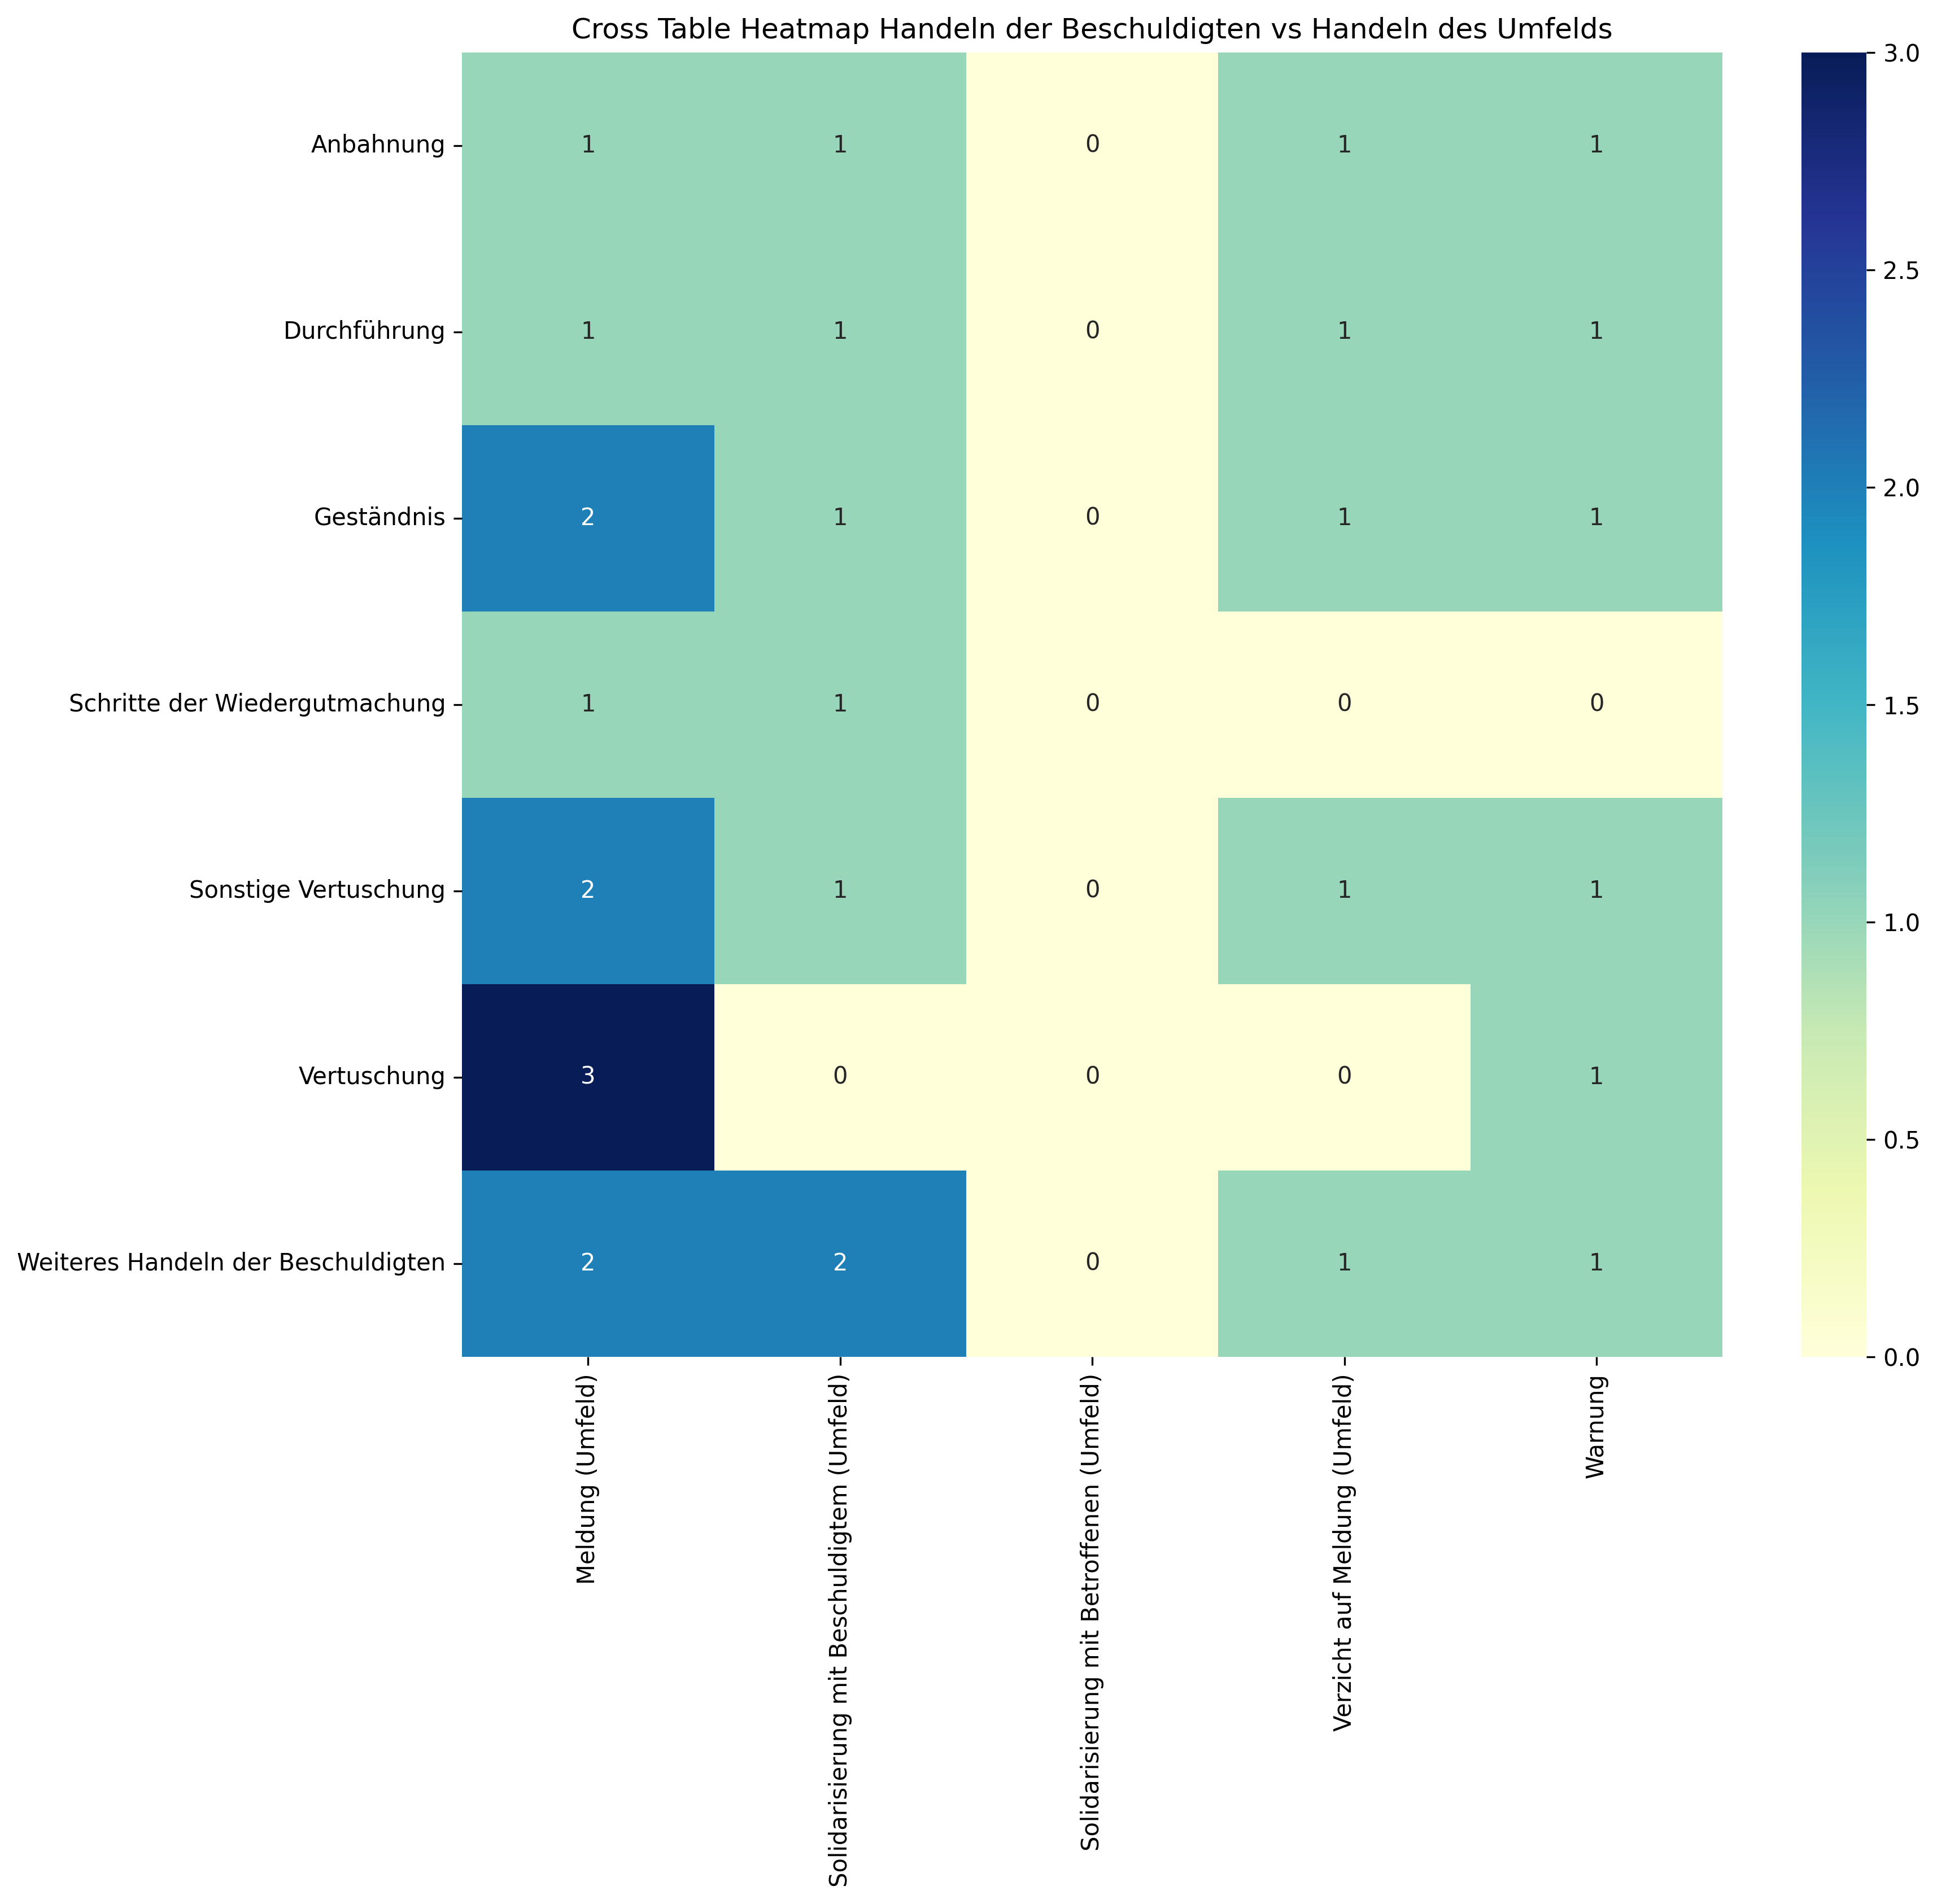 Cross Table Heatmap Handeln der Beschuldigten vs Handeln des Umfelds
Anbahnung 1 1 0 1 1
Durchführung 1 1 0 1 1
Geständnis 2 1 0 1 1
Schritte der Wiedergutmachung 1 1 0 0 0
Sonstige Vertuschung 2 1 0 1 1
Vertuschung 3 0 0 0 1
Weiteres Handeln der Beschuldigten 2 2 0 1 1
Meldung (Umfeld)
Solidarisierung mit Beschuldigtem (Umfeld)
Solidarisierung mit Betroffenen (Umfeld)
Verzicht auf Meldung (Umfeld)
Warnung
3.0
2.5
2.0
1.5
1.0
0.5
0.0